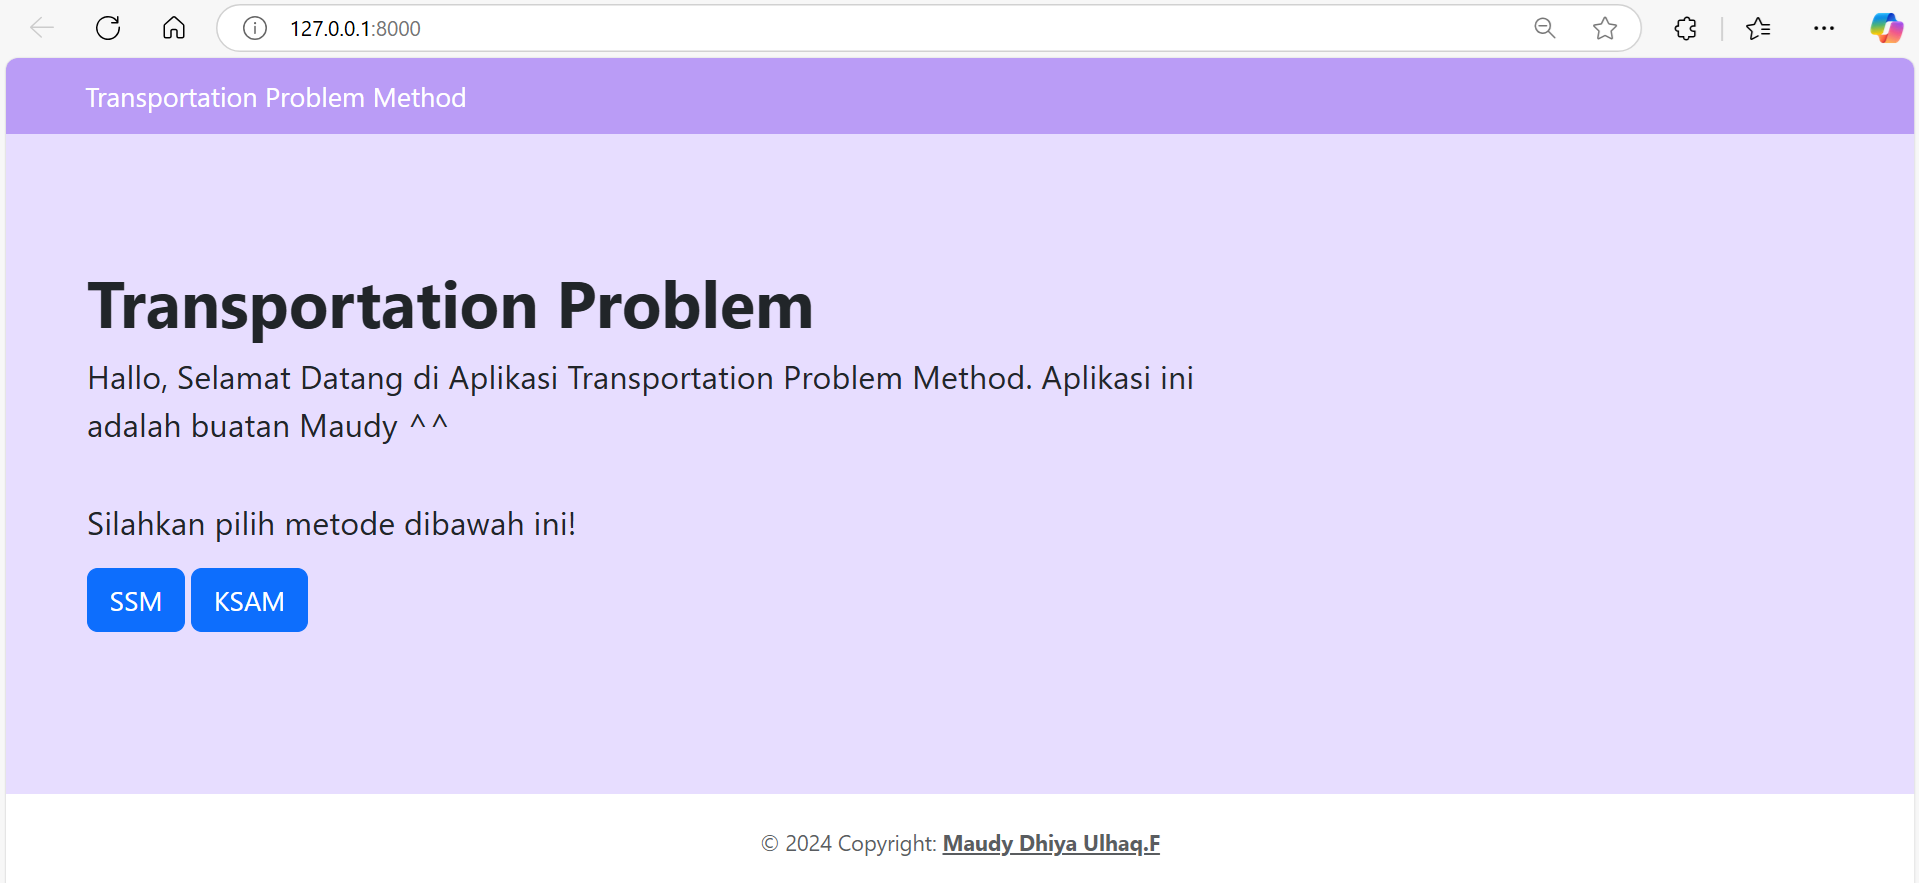 127.0.0.1:8000
Transportation Problem Method
Transportation Problem
Hallo, Selamat Datang di Aplikasi Transportation Problem Method. Aplikasi ini
adalah buatan Maudy ^^
Silahkan pilih metode dibawah ini!
SSM KSAM
© 2024 Copyright: Maudy Dhiya Ulhaq.F